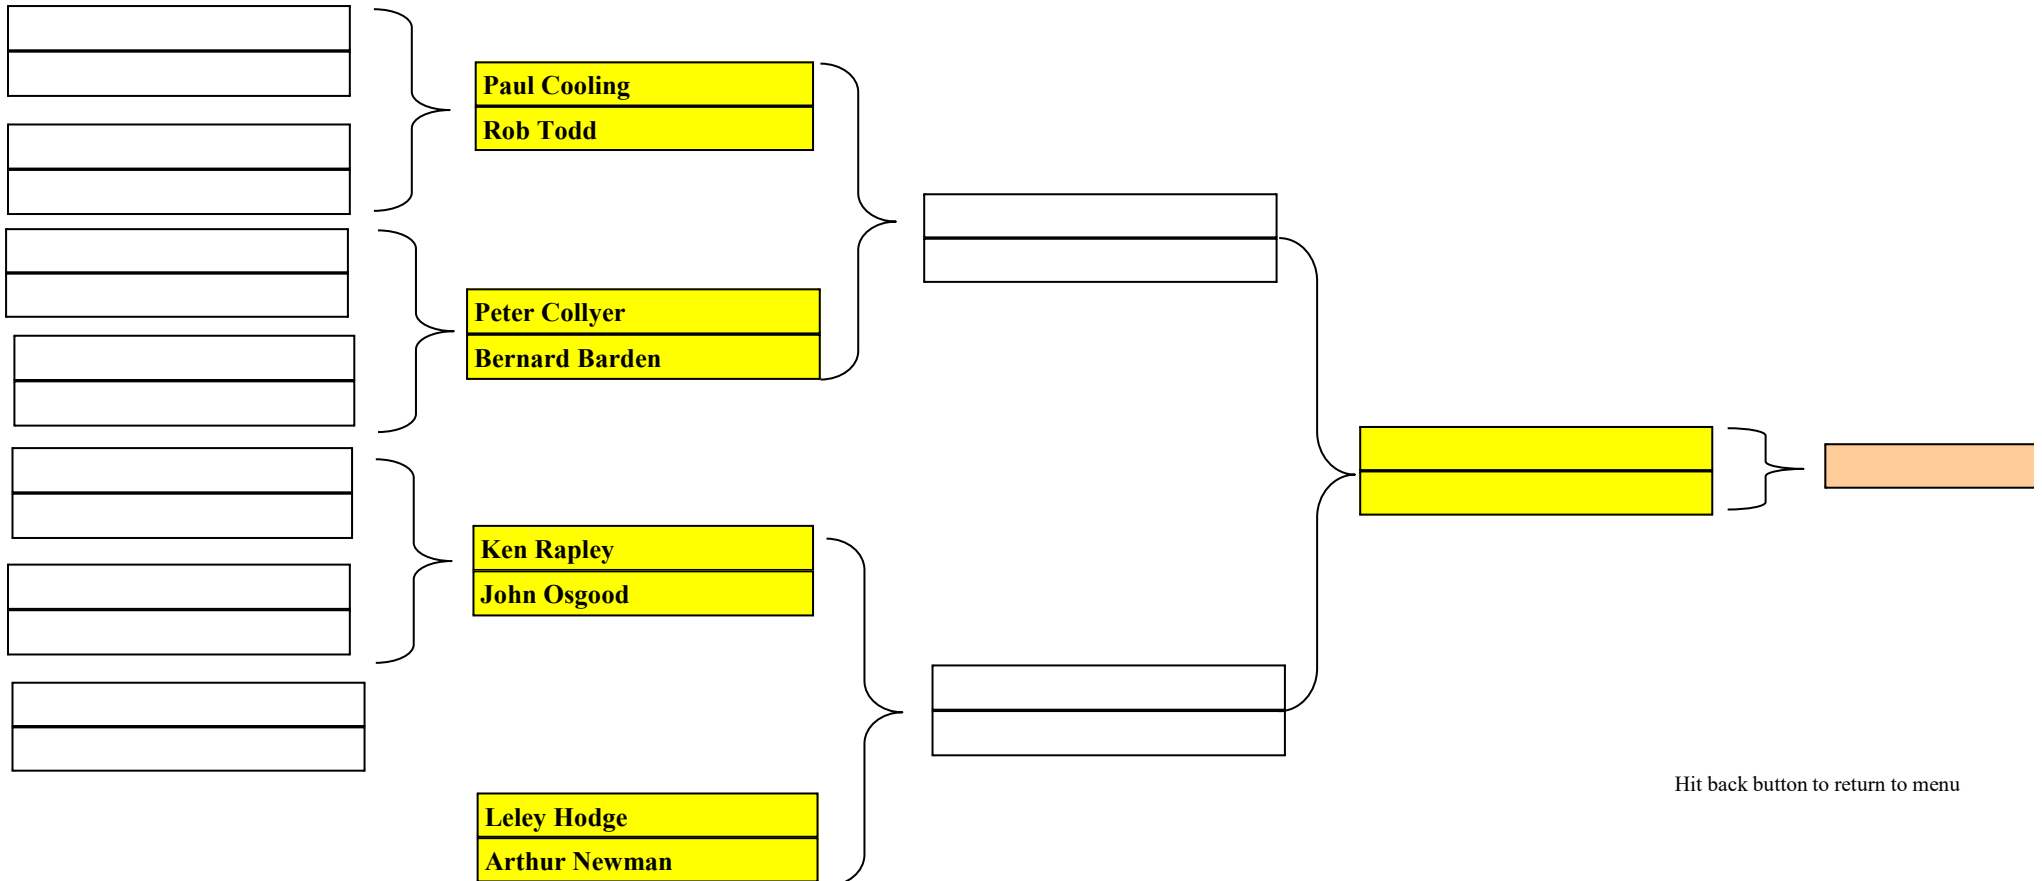 Paul Cooling
Rob Todd
Peter Collyer
Bernard Barden
Ken Rapley
John Osgood
Hit back button to return to menu
Leley Hodge
Arthur Newman